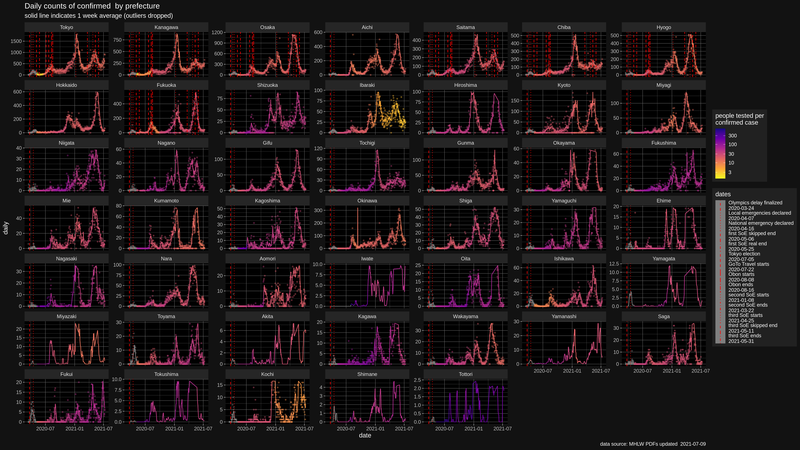 Daily counts of confirmed by prefecture
solid line indicates 1 week average (outliers dropped)
Tokyo Kanagawa Osaka Aichi Saitama Chiba Hyogo
Hokkaido Fukuoka Shizuoka Ibaraki Hiroshima Kyoto Miyagi
Niigata Nagano Gifu Tochigi Gunma Okayama Fukushima
Mie Kumamoto Kagoshima Okinawa Shiga Yamaguchi Ehime
Nagasaki Nara Aomori Iwate Oita Ishikawa Yamagata
Miyazaki Toyama Akita Kagawa Wakayama Yamanashi Saga
Fukui Tokushima Kochi Shimane Tottori
daily
2020-07 2021-01 2021-07
date
people tested per
confirmed case
300
100
30
10
3
dates
Olympics delay finalized
2020-03-24
Local emergencies declared
2020-04-07
National emergency declared
2020-04-16
first SoE skipped end
2020-05-06
first SoE real end
2020-05-25
Tokyo election
2020-07-05
GoTo Travel starts
2020-07-22
Obon starts
2020-08-08
Obon ends
2020-08-16
second SoE starts
2021-01-08
second SoE ends
2021-03-22
third SoE starts
2021-04-25
third SoE skipped end
2021-05-11
third SoE ends
2021-05-31
data source: MHLW PDFs updated 2021-07-09